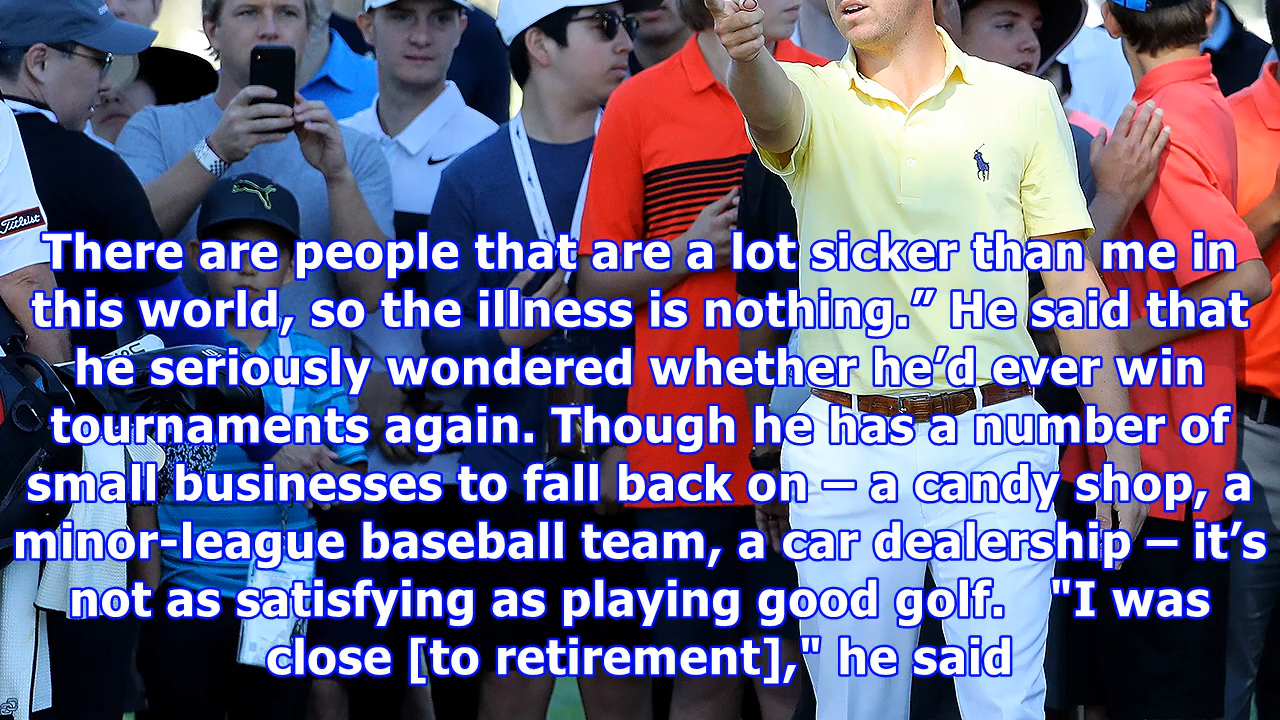 Titleist
There are people that are a lot sicker than me in
this world, so the illness is nothing.” He said that
he seriously wondered whether he’d ever win
tournaments again. Though he has a number of
small businesses to fall back on – a candy shop, a
minor-league baseball team, a car dealership – it’s
not as satisfying as playing good golf.   "I was
close [to retirement]," he said